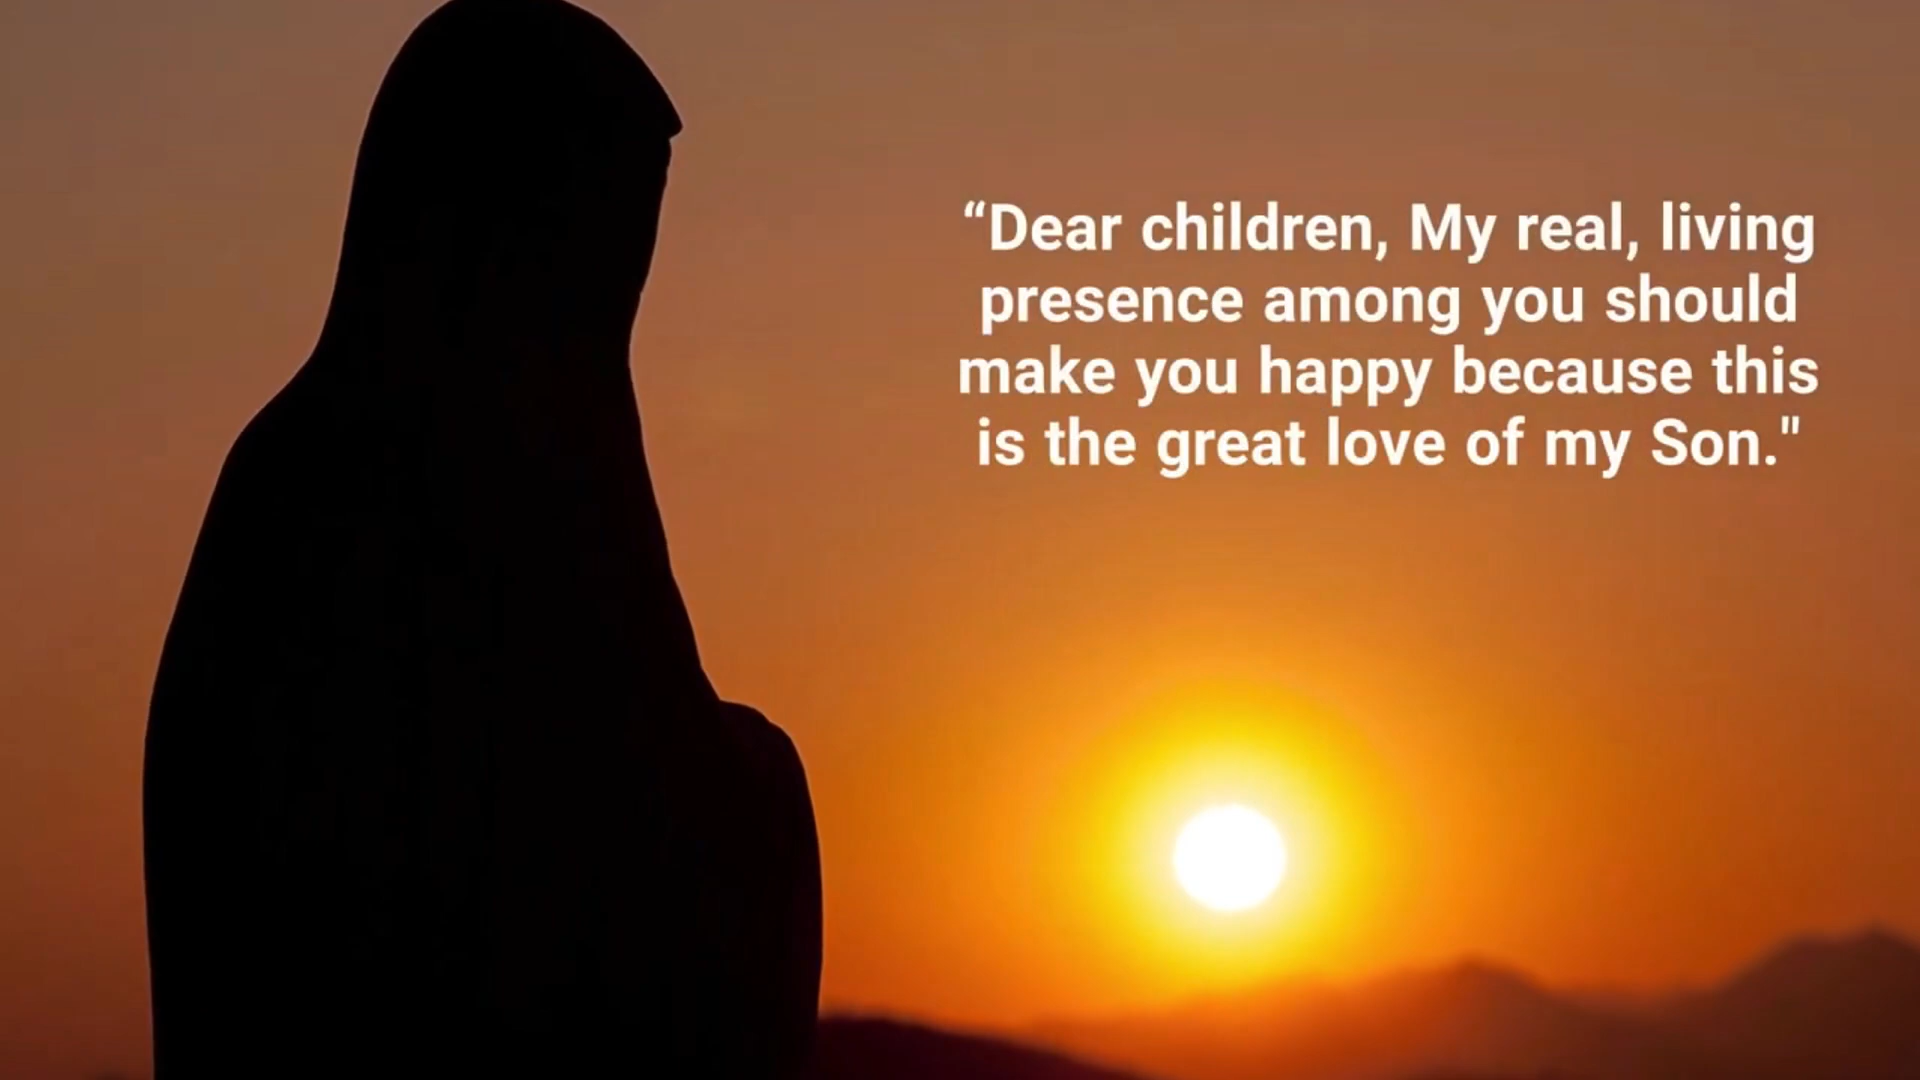 “Dear children, My real, living
presence among you should
make you happy because this
is the great love of my Son."